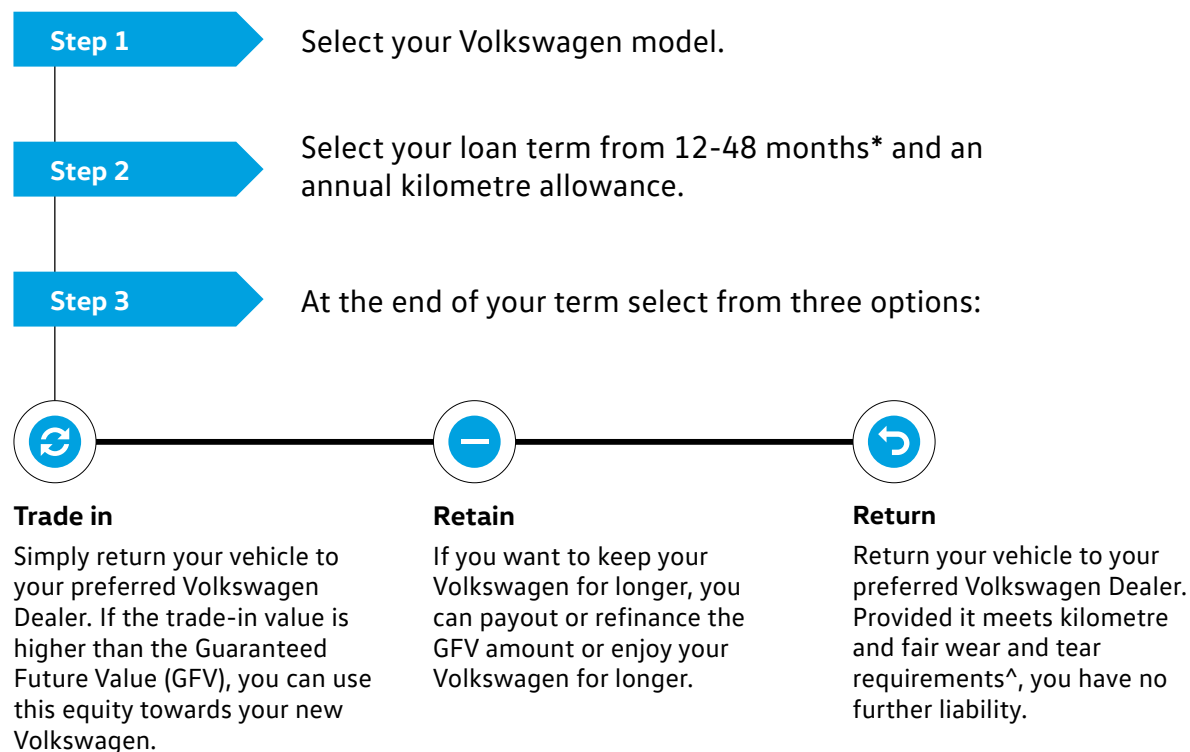 Step 1
Select your Volkswagen model.
Step 2
Select your loan term from 12-48 months* and an
annual kilometre allowance.
Step 3
At the end of your term select from three options:
Trade in
Simply return your vehicle to
your preferred Volkswagen
Dealer. If the trade-in value is
higher than the Guaranteed
Future Value (GFV), you can use
this equity towards your new
Volkswagen.
Retain
If you want to keep your
Volkswagen for longer, you
can payout or refinance the
GFV amount or enjoy your
Volkswagen for longer.
Return
Return your vehicle to your
preferred Volkswagen Dealer.
Provided it meets kilometre
and fair wear and tear
requirements^, you have no
further liability.